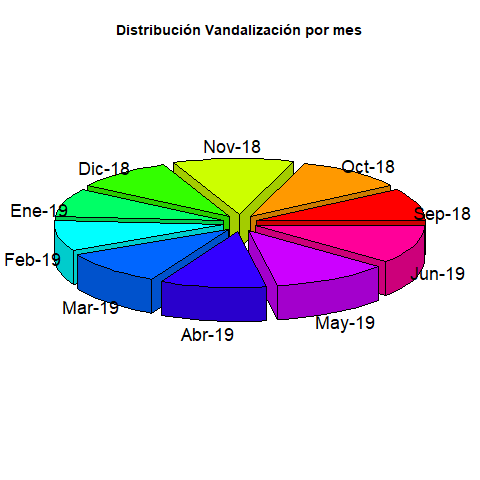 Distribución Vandalización por mes
Nov-18
Dic-18
Oct-18
Ene-19
Sep-18
Feb-19
Jun-19
Mar-19
May-19
Abr-19